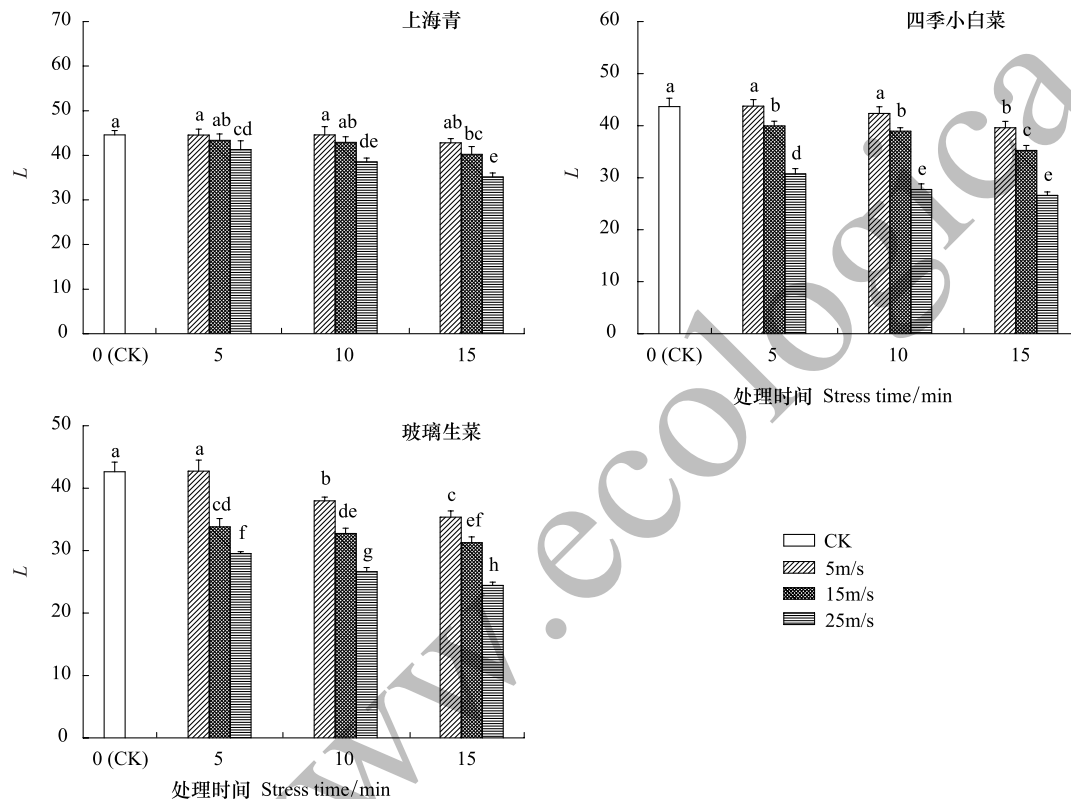 上海青
70
60
50
40
30
20
10
0
L
a
a ab cd
a ab de
ab bc e
0 (CK) 5 10 15
四季小白菜
60
50
40
30
20
10
0
L
a
a b d
a b e
b c e
0 (CK) 5 10 15
处理时间 Stress time/min
玻璃生菜
50
40
30
20
10
0
L
a
a cd f
b de g
c ef h
0 (CK) 5 10 15
处理时间 Stress time/min
CK
5m/s
15m/s
25m/s
www.ecologica